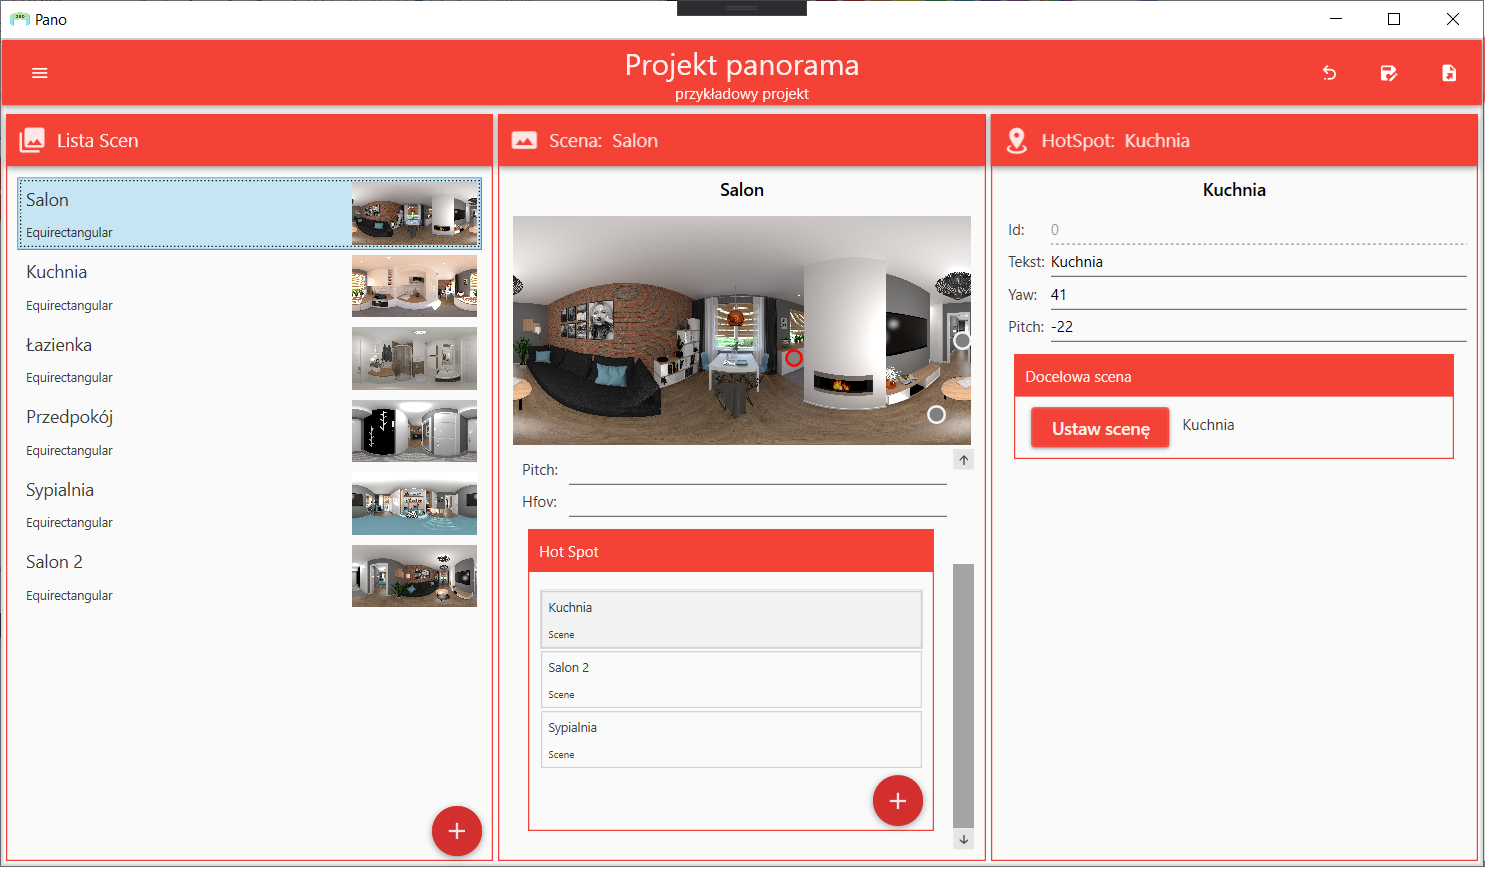 Pano
Projekt panorama
przykładowy projekt
Lista Scen
Salon
Equirectangular
Kuchnia
Equirectangular
Łazienka
Equirectangular
Przedpokój
Equirectangular
Sypialnia
Equirectangular
Salon 2
Equirectangular
Scena: Salon
Salon
Pitch:
Hfov:
Hot Spot
Kuchnia
Scene
Salon 2
Scene
Sypialnia
Scene
HotSpot: Kuchnia
Kuchnia
Id: 0
Tekst: Kuchnia
Yaw: 41
Pitch: -22
Docelowa scena
Ustaw scenę Kuchnia